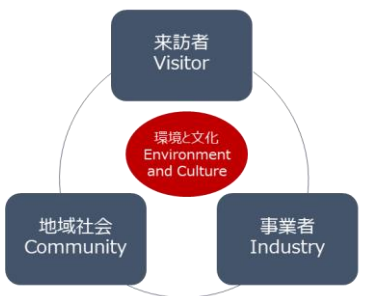 来訪者
Visitor
環境と文化
Environment
and Culture
地域社会
Community
事業者
Industry